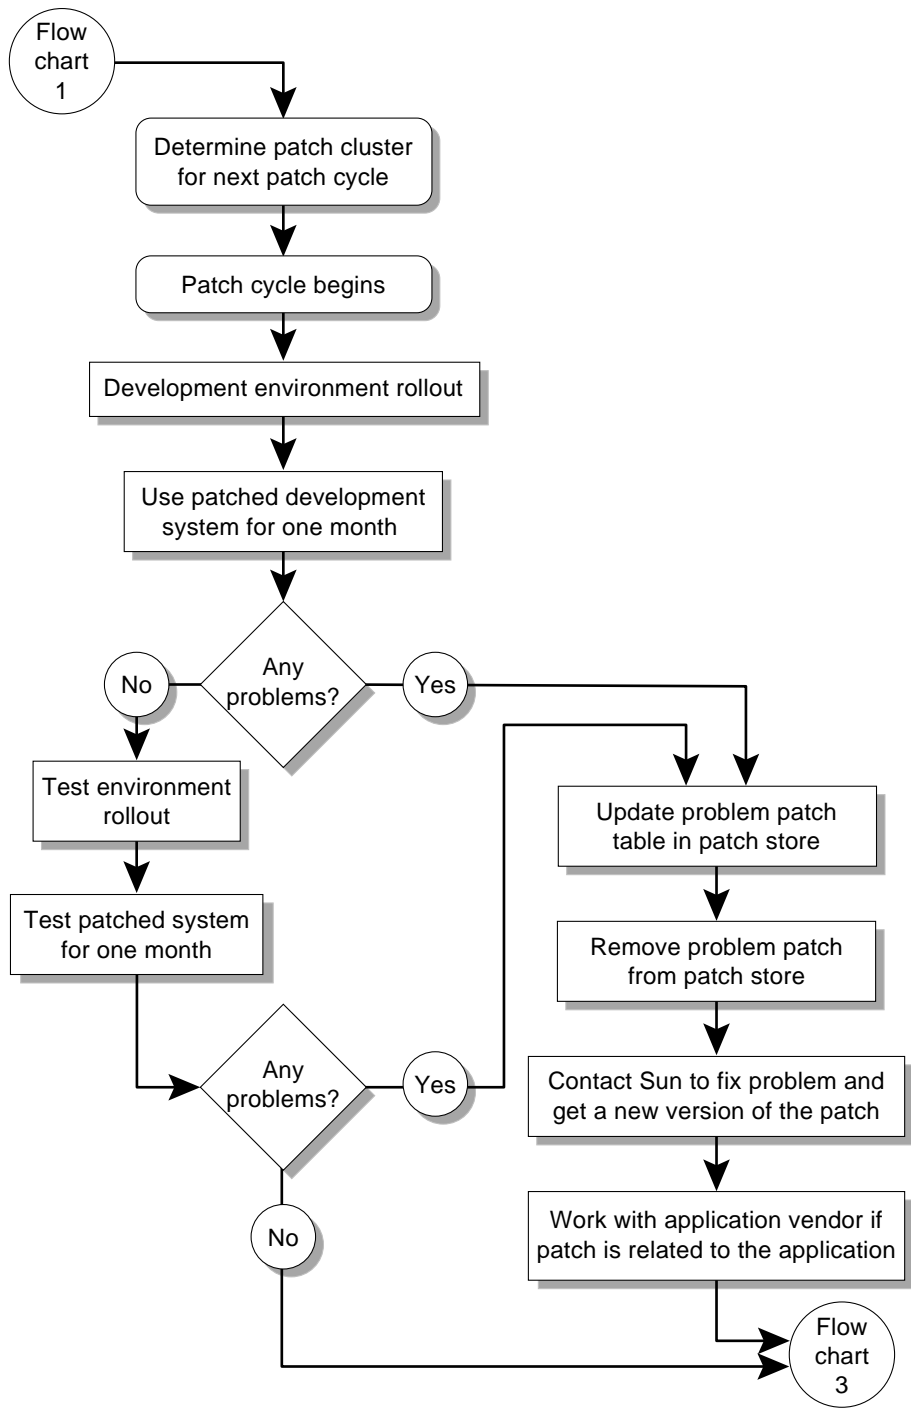 Flow
chart
1
Determine patch cluster
for next patch cycle
Patch cycle begins
Development environment rollout
Use patched development
system for one month
Any
problems?
No
Yes
Test environment
rollout
Update problem patch
table in patch store
Test patched system
for one month
Remove problem patch
from patch store
Any
problems?
Yes
Contact Sun to fix problem and
get a new version of the patch
No
Work with application vendor if
patch is related to the application
Flow
chart
3